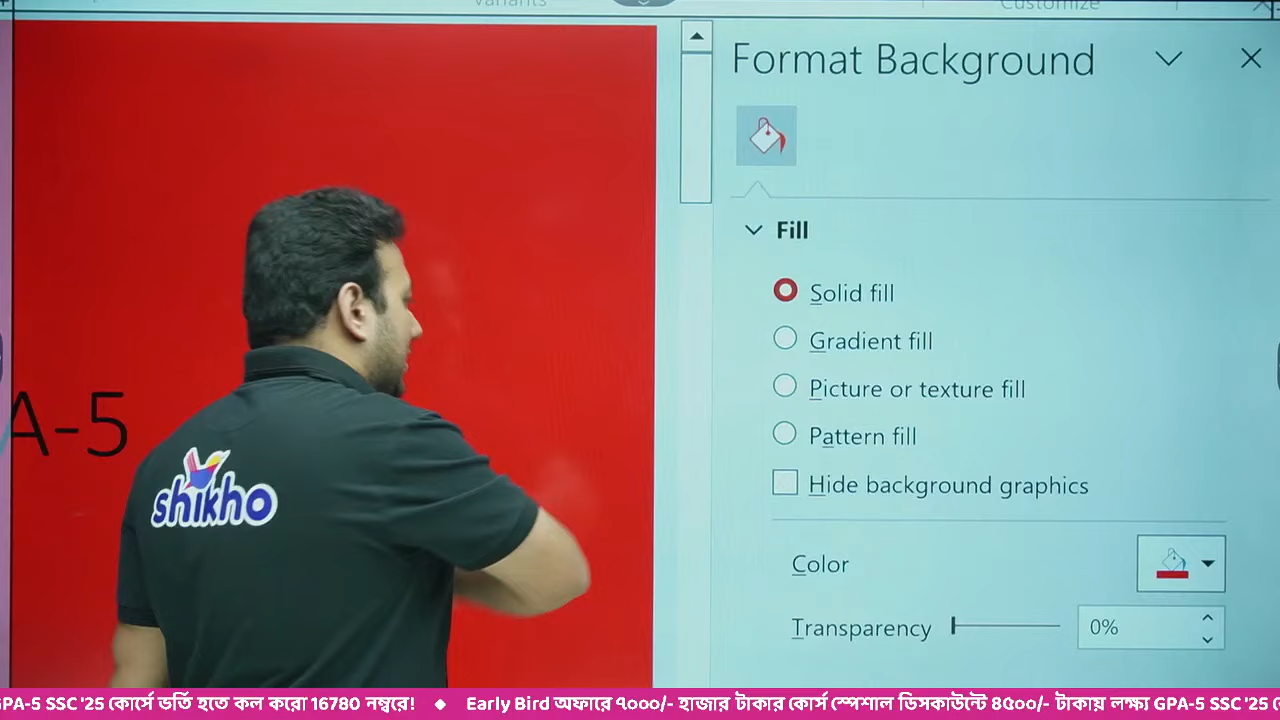 Variants
Customize
Format Background
Fill
Solid fill
Gradient fill
Picture or texture fill
Pattern fill
Hide background graphics
Color
Transparency
0%
A-5
shikho
GPA-5 SSC '25 কোর্সে ভর্তি হতে কল করো 16780 নম্বরে! ◆ Early Bird অফারে ৭০০০/- হাজার টাকার কোর্স স্পেশাল ডিসকাউন্টে ৪৫০০/- টাকায় লক্ষ্য GPA-5 SSC '25